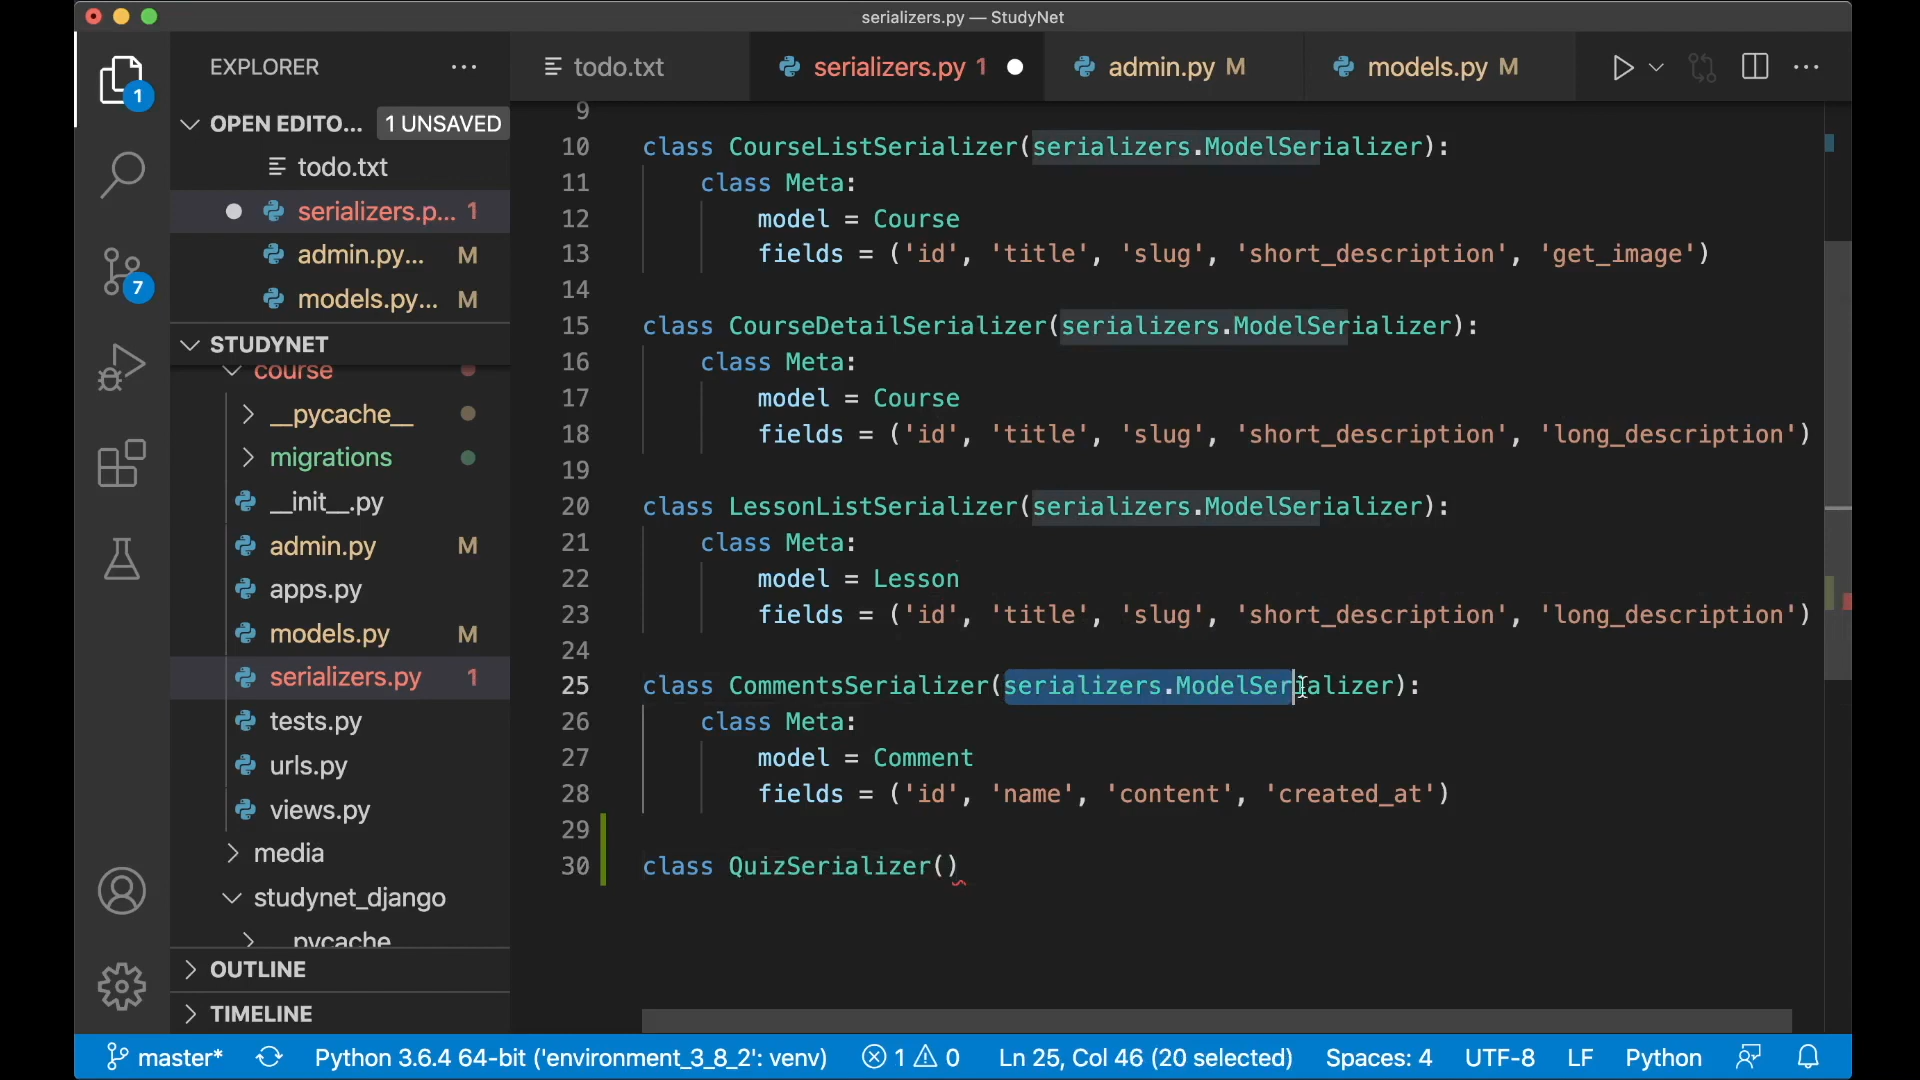 serializers.py — StudyNet
EXPLORER
todo.txt
serializers.py 1
admin.py M
models.py M
1
OPEN EDITO... 1 UNSAVED
todo.txt
serializers.p... 1
admin.py... M
models.py... M
7
STUDYNET
course
__pycache__
migrations
__init__.py
admin.py M
apps.py
models.py M
serializers.py 1
tests.py
urls.py
views.py
media
studynet_django
pycache
OUTLINE
TIMELINE
9
10 class CourseListSerializer(serializers.ModelSerializer):
11 class Meta:
12 model = Course
13 fields = ('id', 'title', 'slug', 'short_description', 'get_image')
14
15 class CourseDetailSerializer(serializers.ModelSerializer):
16 class Meta:
17 model = Course
18 fields = ('id', 'title', 'slug', 'short_description', 'long_description')
19
20 class LessonListSerializer(serializers.ModelSerializer):
21 class Meta:
22 model = Lesson
23 fields = ('id', 'title', 'slug', 'short_description', 'long_description')
24
25 class CommentsSerializer(serializers.ModelSerializer):
26 class Meta:
27 model = Comment
28 fields = ('id', 'name', 'content', 'created_at')
29
30 class QuizSerializer()
master* Python 3.6.4 64-bit ('environment_3_8_2': venv) 1 0 Ln 25, Col 46 (20 selected) Spaces: 4 UTF-8 LF Python